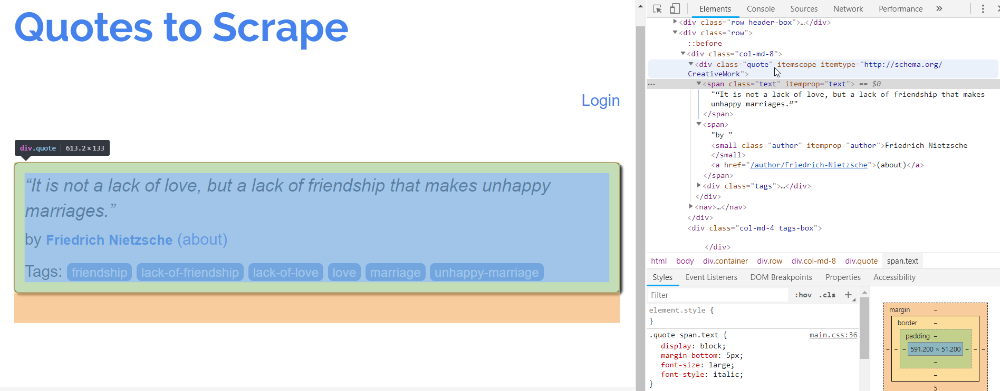 Quotes to Scrape
Login
div.quote 613.2×133
“It is not a lack of love, but a lack of friendship that makes unhappy
marriages.”
by Friedrich Nietzsche (about)
Tags: friendship lack-of-friendship lack-of-love love marriage unhappy-marriage
Elements Console Sources Network Performance »
<div class="row header-box">…</div>
<div class="row">
::before
<div class="col-md-8">
<div class="quote" itemscope itemtype="http://schema.org/
CreativeWork">
<span class="text" itemprop="text"> == $0
"“It is not a lack of love, but a lack of friendship that makes
unhappy marriages.”"
</span>
<span>
"by "
<small class="author" itemprop="author">Friedrich Nietzsche
</small>
<a href="/author/Friedrich-Nietzsche">(about)</a>
</span>
<div class="tags">…</div>
</div>
<nav>…</nav>
</div>
<div class="col-md-4 tags-box">
</div>
html body div.container div.row div.col-md-8 div.quote span.text
Styles Event Listeners DOM Breakpoints Properties Accessibility
Filter :hov .cls +
element.style {
}
.quote span.text { main.css:36
display: block;
margin-bottom: 5px;
font-size: large;
font-style: italic;
}
margin –
border –
padding –
– – – 591.200 × 51.200 – – –
–
–
5